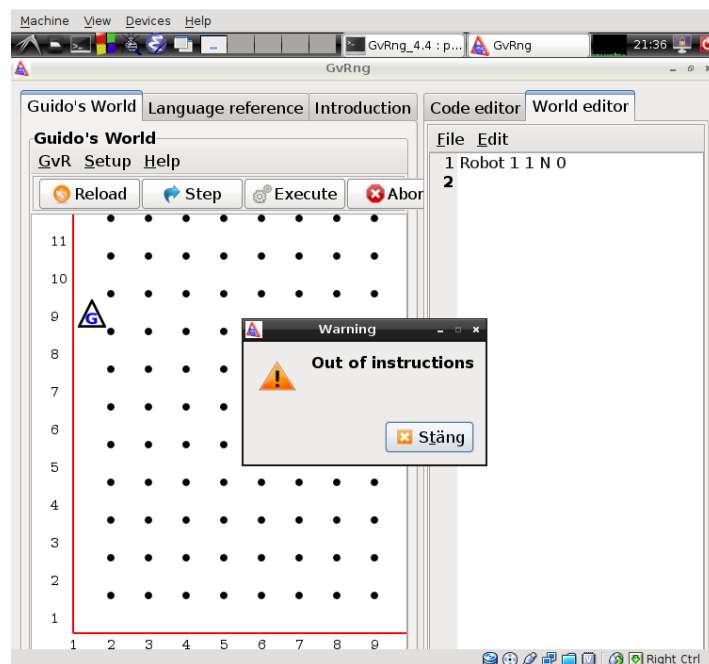 Machine View Devices Help
GvRng_4.4 : p... GvRng 21:36
GvRng
Guido's World Language reference Introduction Code editor World editor
Guido's World
GvR Setup Help
File Edit
1 Robot 1 1 N 0
2
Reload Step Execute Abor
11
10
9
G
8
7
6
5
4
3
2
1
1 2 3 4 5 6 7 8 9
Warning
Out of instructions
Stäng
Right Ctrl